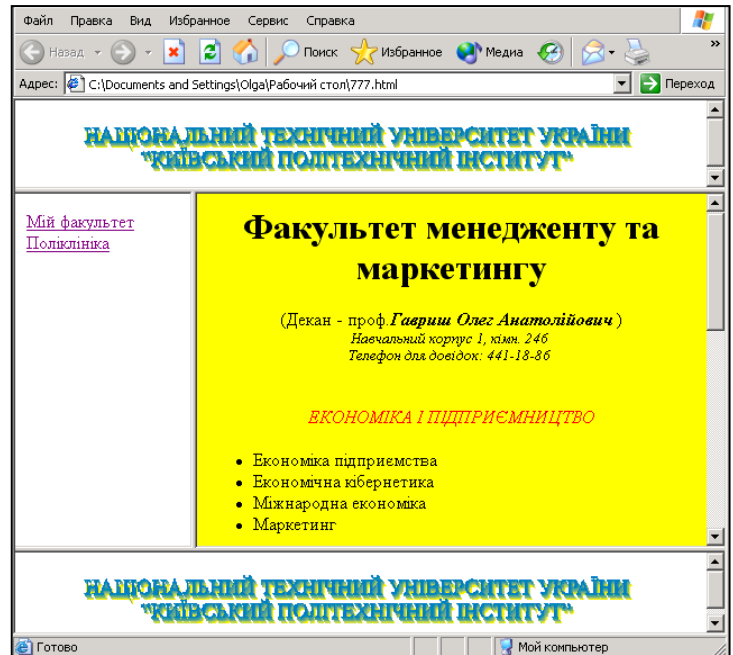 Файл Правка Вид Избранное Сервис Справка
Назад Поиск Избранное Медиа »
Адрес: C:\Documents and Settings\Olga\Рабочий стол\777.html Переход
НАЦІОНАЛЬНИЙ ТЕХНІЧНИЙ УНІВЕРСИТЕТ УКРАЇНИ
"КИЇВСЬКИЙ ПОЛІТЕХНІЧНИЙ ІНСТИТУТ"
Мій факультет
Поліклініка
Факультет менеджменту та
маркетингу
(Декан - проф.Гавриш Олег Анатолійович )
Навчальний корпус 1, кімн. 246
Телефон для довідок: 441-18-86
ЕКОНОМІКА І ПІДПРИЄМНИЦТВО
• Економіка підприємства
• Економічна кібернетика
• Міжнародна економіка
• Маркетинг
НАЦІОНАЛЬНИЙ ТЕХНІЧНИЙ УНІВЕРСИТЕТ УКРАЇНИ
"КИЇВСЬКИЙ ПОЛІТЕХНІЧНИЙ ІНСТИТУТ"
Готово Мой компьютер